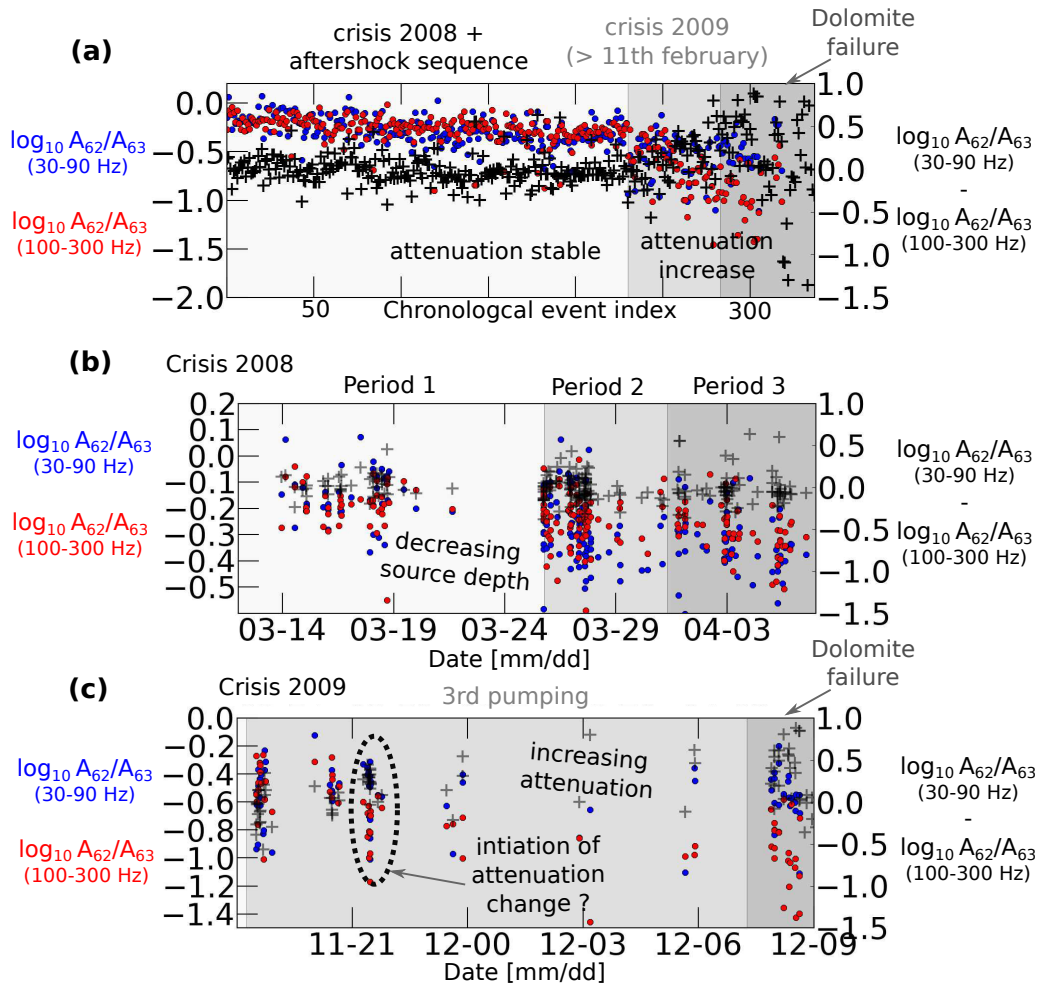 (a)
crisis 2008 +
aftershock sequence
crisis 2009
(> 11th february)
Dolomite
failure
log10 A62/A63
(30-90 Hz)
log10 A62/A63
(100-300 Hz)
0.0
−0.5
−1.0
−1.5
−2.0
1.0
0.5
0.0
−0.5
−1.0
−1.5
log10 A62/A63
(30-90 Hz)
-
log10 A62/A63
(100-300 Hz)
attenuation stable
attenuation
increase
50
Chronologcal event index
300
(b)
Crisis 2008
Period 1
Period 2
Period 3
log10 A62/A63
(30-90 Hz)
log10 A62/A63
(100-300 Hz)
0.2
0.1
0.0
−0.1
−0.2
−0.3
−0.4
−0.5
1.0
0.5
0.0
−0.5
−1.0
−1.5
log10 A62/A63
(30-90 Hz)
-
log10 A62/A63
(100-300 Hz)
decreasing
source depth
03-14
03-19
03-24
03-29
04-03
Date [mm/dd]
(c)
Crisis 2009
3rd pumping
Dolomite
failure
log10 A62/A63
(30-90 Hz)
log10 A62/A63
(100-300 Hz)
0.0
−0.2
−0.4
−0.6
−0.8
−1.0
−1.2
−1.4
1.0
0.5
0.0
−0.5
−1.0
−1.5
log10 A62/A63
(30-90 Hz)
-
log10 A62/A63
(100-300 Hz)
increasing
attenuation
intiation of
attenuation
change ?
11-21
12-00
12-03
12-06
12-09
Date [mm/dd]